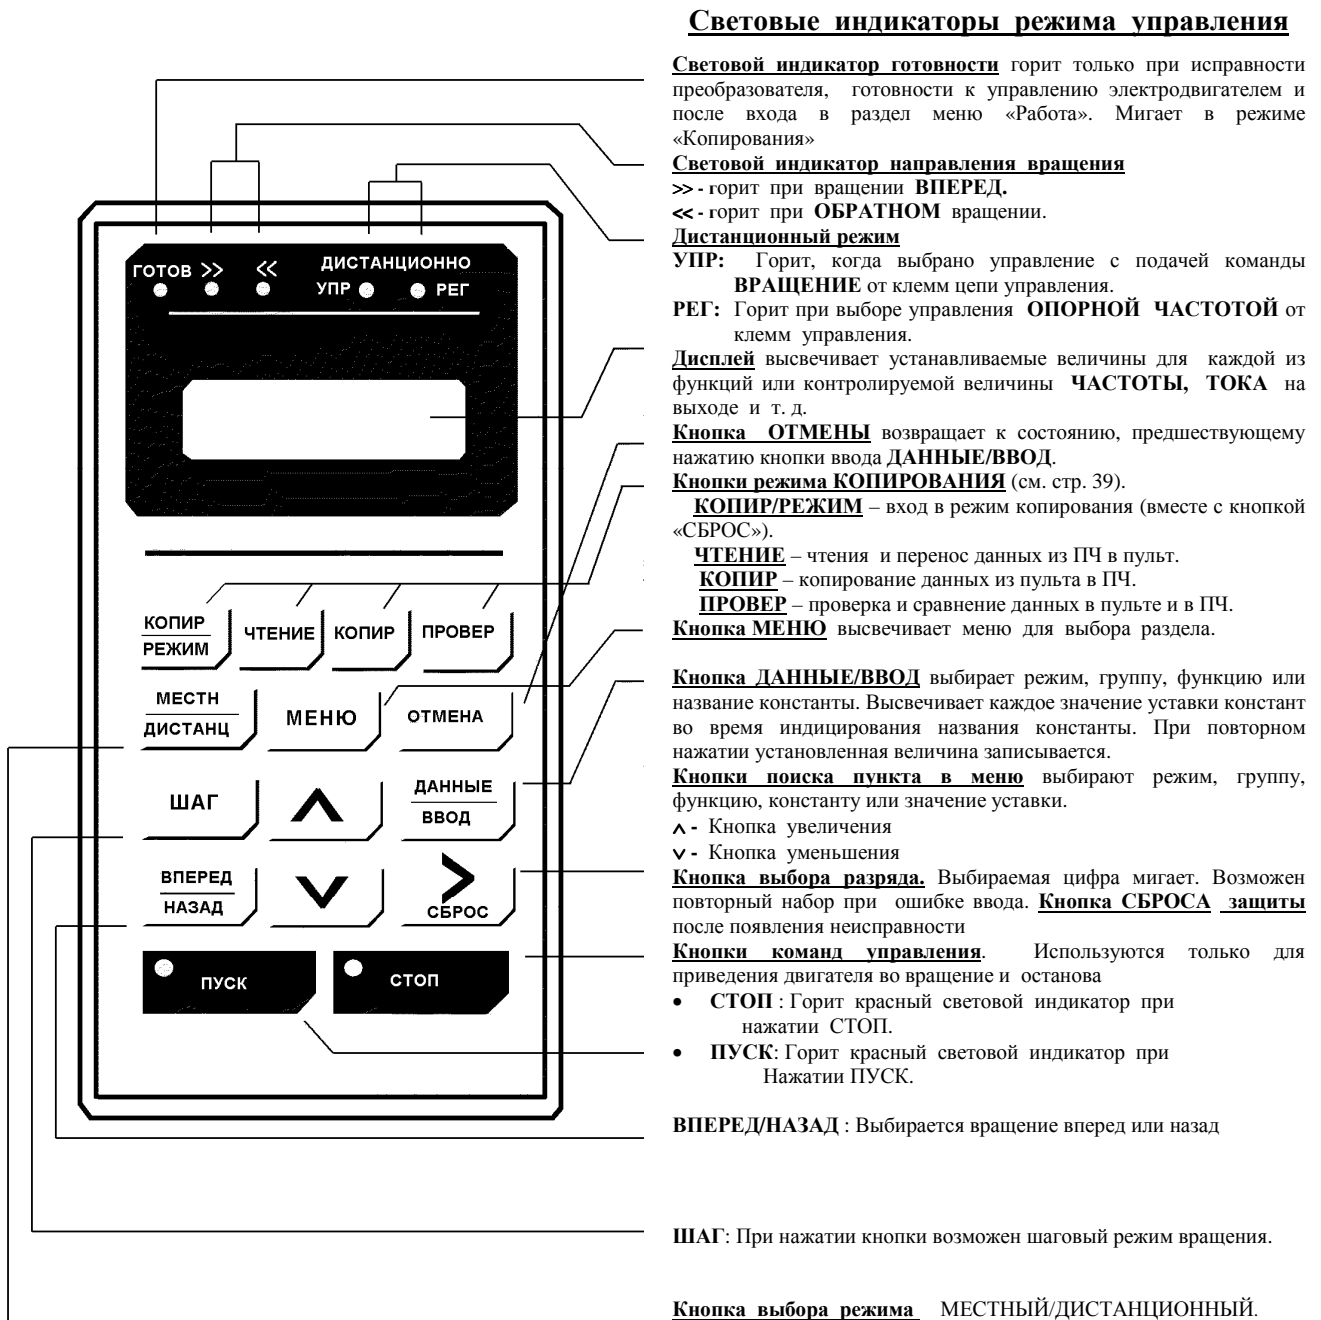 Световые индикаторы режима управления
Световой индикатор готовности горит только при исправности
преобразователя, готовности к управлению электродвигателем и
после входа в раздел меню «Работа». Мигает в режиме
«Копирования»
Световой индикатор направления вращения
>> - горит при вращении ВПЕРЕД.
<< - горит при ОБРАТНОМ вращении.
Дистанционный режим
УПР: Горит, когда выбрано управление с подачей команды
ВРАЩЕНИЕ от клемм цепи управления.
РЕГ: Горит при выборе управления ОПОРНОЙ ЧАСТОТОЙ от
клемм управления.
Дисплей высвечивает устанавливаемые величины для каждой из
функций или контролируемой величины ЧАСТОТЫ, ТОКА на
выходе и т. д.
Кнопка ОТМЕНЫ возвращает к состоянию, предшествующему
нажатию кнопки ввода ДАННЫЕ/ВВОД.
Кнопки режима КОПИРОВАНИЯ (см. стр. 39).
КОПИР/РЕЖИМ – вход в режим копирования (вместе с кнопкой
«СБРОС»).
ЧТЕНИЕ – чтения и перенос данных из ПЧ в пульт.
КОПИР – копирование данных из пульта в ПЧ.
ПРОВЕР – проверка и сравнение данных в пульте и в ПЧ.
Кнопка МЕНЮ высвечивает меню для выбора раздела.
Кнопка ДАННЫЕ/ВВОД выбирает режим, группу, функцию или
название константы. Высвечивает каждое значение уставки констант
во время индицирования названия константы. При повторном
нажатии установленная величина записывается.
Кнопки поиска пункта в меню выбирают режим, группу,
функцию, константу или значение уставки.
∧ - Кнопка увеличения
∨ - Кнопка уменьшения
Кнопка выбора разряда. Выбираемая цифра мигает. Возможен
повторный набор при ошибке ввода. Кнопка СБРОСА защиты
после появления неисправности
Кнопки команд управления. Используются только для
приведения двигателя во вращение и останова
• СТОП : Горит красный световой индикатор при
нажатии СТОП.
• ПУСК: Горит красный световой индикатор при
Нажатии ПУСК.
ВПЕРЕД/НАЗАД : Выбирается вращение вперед или назад
ШАГ: При нажатии кнопки возможен шаговый режим вращения.
Кнопка выбора режима МЕСТНЫЙ/ДИСТАНЦИОННЫЙ.
ГОТОВ >> <<
ДИСТАНЦИОННО
УПР РЕГ
КОПИР
РЕЖИМ
ЧТЕНИЕ
КОПИР
ПРОВЕР
МЕСТН
ДИСТАНЦ
МЕНЮ
ОТМЕНА
ШАГ
∧
ДАННЫЕ
ВВОД
ВПЕРЕД
НАЗАД
∨
>
СБРОС
ПУСК
СТОП